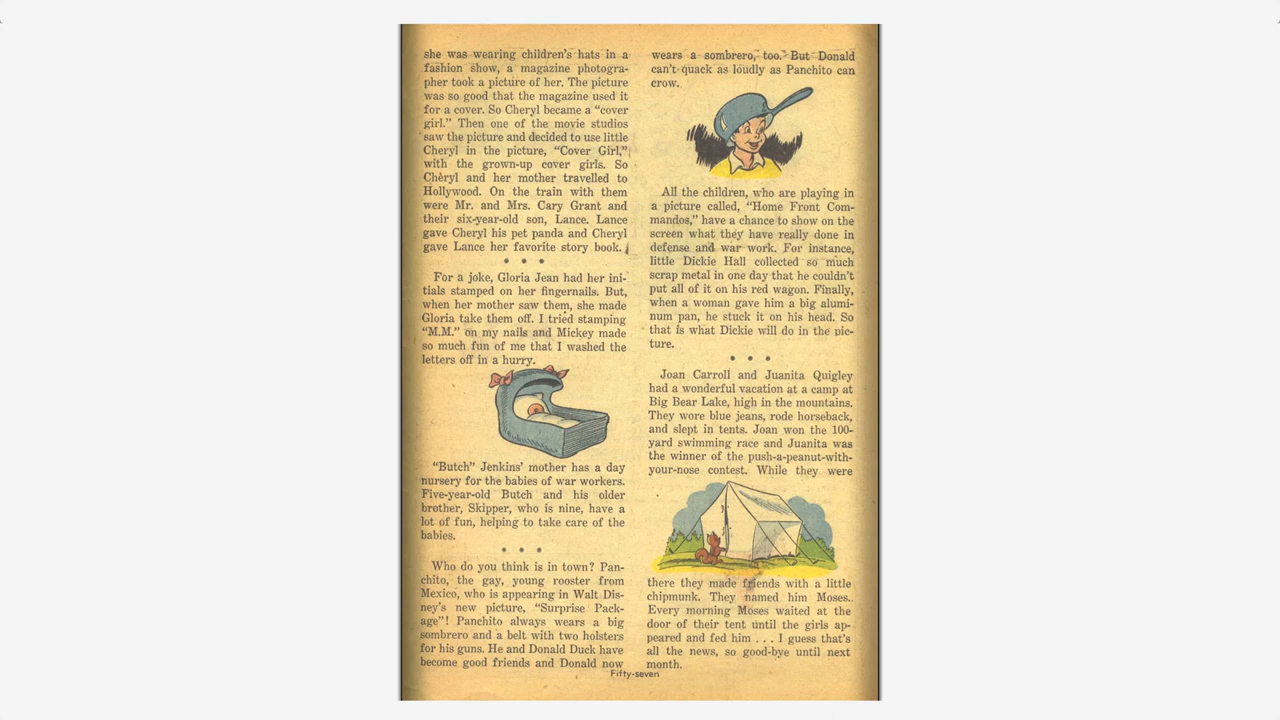 she was wearing children's hats in a
fashion show, a magazine photogra-
pher took a picture of her. The picture
was so good that the magazine used it
for a cover. So Cheryl became a “cover
girl.” Then one of the movie studios
saw the picture and decided to use little
Cheryl in the picture, “Cover Girl,”
with the grown-up cover girls. So
Cheryl and her mother travelled to
Hollywood. On the train with them
were Mr. and Mrs. Cary Grant and
their six-year-old son, Lance. Lance
gave Cheryl his pet panda and Cheryl
gave Lance her favorite story book.
* * *
For a joke, Gloria Jean had her ini-
tials stamped on her fingernails. But,
when her mother saw them, she made
Gloria take them off. I tried stamping
“M.M.” on my nails and Mickey made
so much fun of me that I washed the
letters off in a hurry.
“Butch” Jenkins' mother has a day
nursery for the babies of war workers.
Five-year-old Butch and his older
brother, Skipper, who is nine, have a
lot of fun, helping to take care of the
babies.
* * *
Who do you think is in town? Pan-
chito, the gay, young rooster from
Mexico, who is appearing in Walt Dis-
ney's new picture, “Surprise Pack-
age”! Panchito always wears a big
sombrero and a belt with two holsters
for his guns. He and Donald Duck have
become good friends and Donald now
wears a sombrero, too. But Donald
can't quack as loudly as Panchito can
crow.
All the children, who are playing in
a picture called, “Home Front Com-
mandos,” have a chance to show on the
screen what they have really done in
defense and war work. For instance,
little Dickie Hall collected so much
scrap metal in one day that he couldn't
put all of it on his red wagon. Finally,
when a woman gave him a big alumi-
num pan, he stuck it on his head. So
that is what Dickie will do in the pic-
ture.
* * *
Joan Carroll and Juanita Quigley
had a wonderful vacation at a camp at
Big Bear Lake, high in the mountains.
They wore blue jeans, rode horseback,
and slept in tents. Joan won the 100-
yard swimming race and Juanita was
the winner of the push-a-peanut-with-
your-nose contest. While they were
there they made friends with a little
chipmunk. They named him Moses.
Every morning Moses waited at the
door of their tent until the girls ap-
peared and fed him . . . I guess that's
all the news, so good-bye until next
month.
Fifty-seven